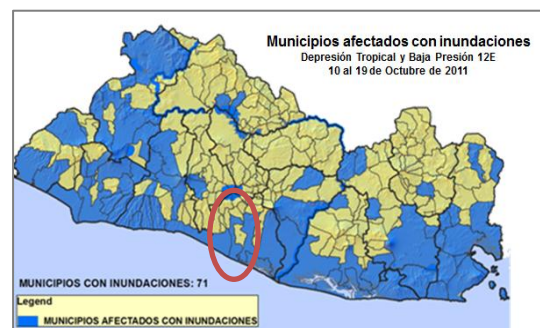 Municipios afectados con inundaciones
Depresión Tropical y Baja Presión 12E
10 al 19 de Octubre de 2011
MUNICIPIOS CON INUNDACIONES: 71
Legend
MUNICIPIOS AFECTADOS CON INUNDACIONES